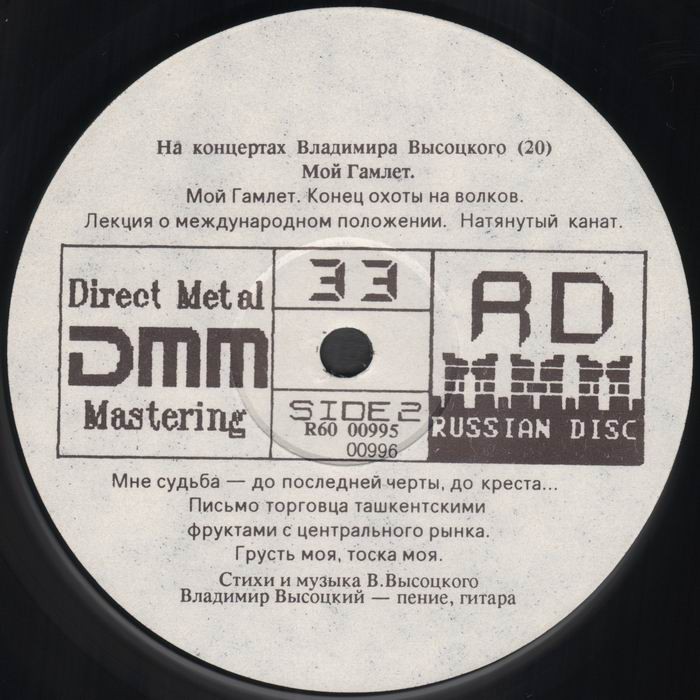 На концертах Владимира Высоцкого (20)
Мой Гамлет.
Мой Гамлет. Конец охоты на волков.
Лекция о международном положении. Натянутый канат.
Direct Metal
DMM
Mastering
33
SIDE 2
R60 00995
00996
RD
RUSSIAN DISC
Мне судьба — до последней черты, до креста...
Письмо торговца ташкентскими
фруктами с центрального рынка.
Грусть моя, тоска моя.
Стихи и музыка В.Высоцкого
Владимир Высоцкий — пение, гитара